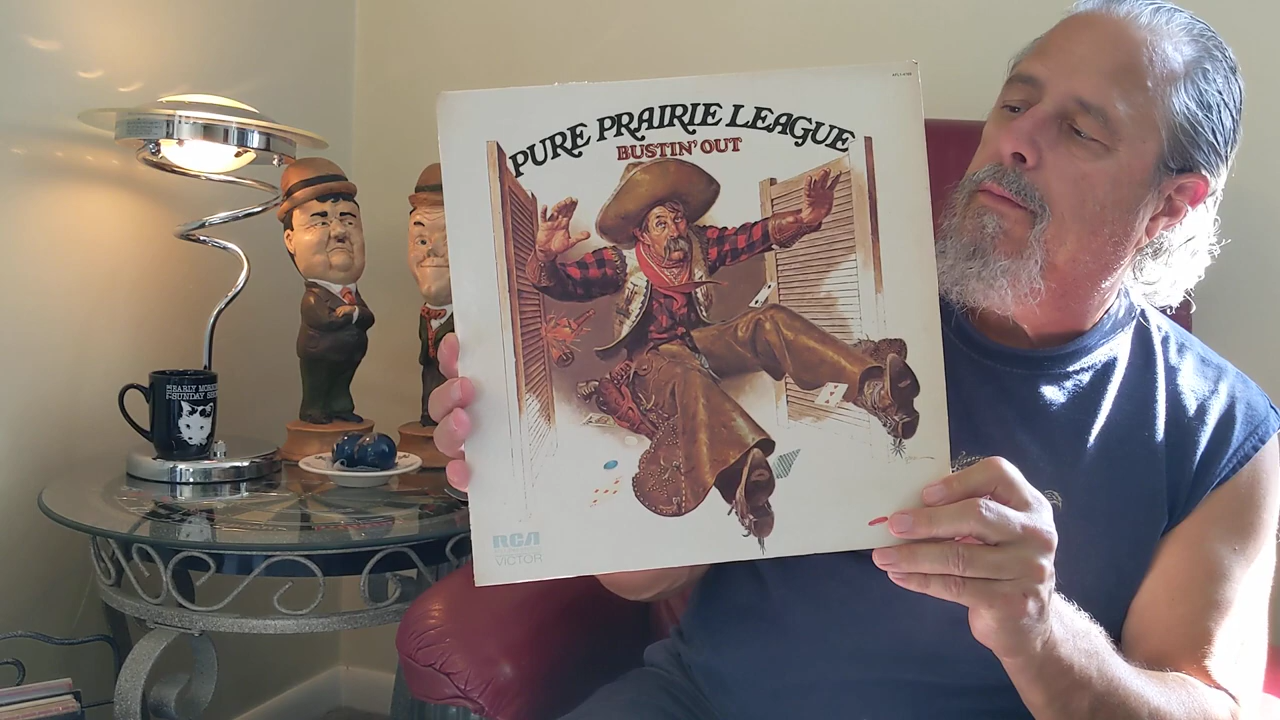 PURE PRAIRIE LEAGUE
BUSTIN' OUT
RCA
VICTOR
EARLY MORNING
SUNDAY SHOW